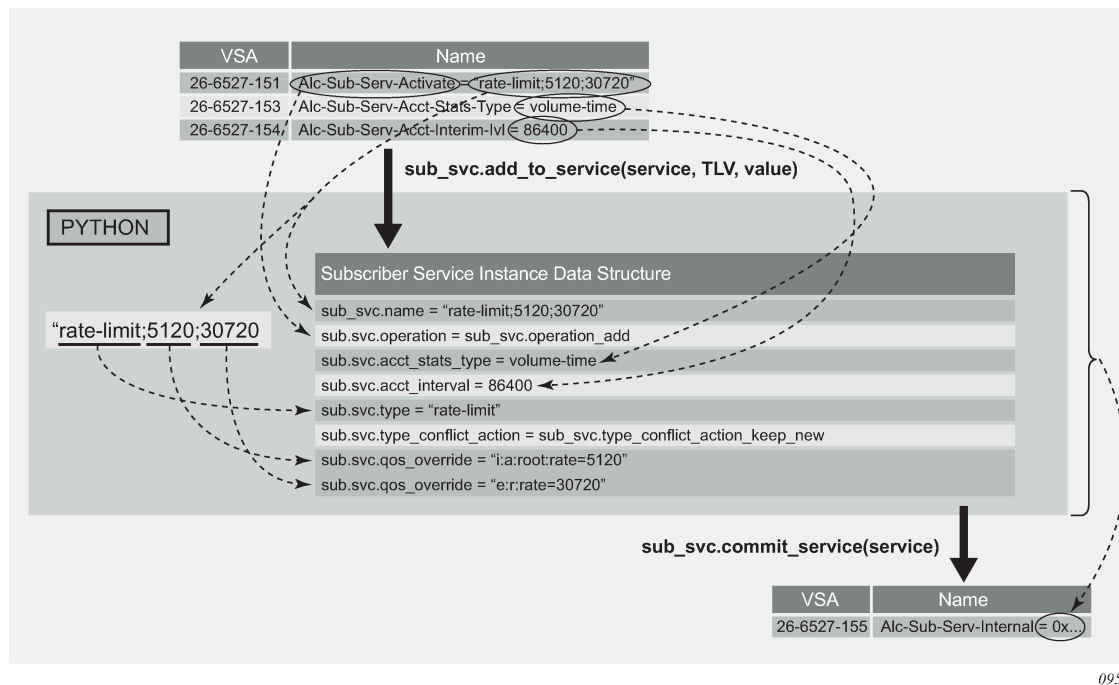 VSA Name
26-6527-151 Alc-Sub-Serv-Activate = "rate-limit;5120;30720"
26-6527-153 Alc-Sub-Serv-Acct-Stats-Type = volume-time
26-6527-154 Alc-Sub-Serv-Acct-Interim-Ivl = 86400
sub_svc.add_to_service(service, TLV, value)
PYTHON
Subscriber Service Instance Data Structure
sub_svc.name = “rate-limit;5120;30720”
“rate-limit;5120;30720
sub.svc.operation = sub_svc.operation_add
sub.svc.acct_stats_type = volume-time
sub.svc.acct_interval = 86400
sub.svc.type = “rate-limit”
sub.svc.type_conflict_action = sub_svc.type_conflict_action_keep_new
sub.svc.qos_override = “i:a:root:rate=5120”
sub.svc.qos_override = “e:r:rate=30720”
sub_svc.commit_service(service)
VSA Name
26-6527-155 Alc-Sub-Serv-Internal = 0x...
095